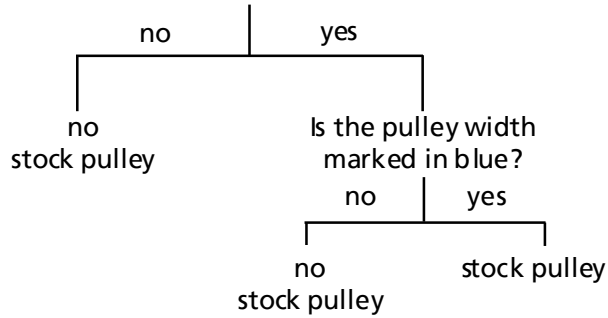 no yes
no
stock pulley
Is the pulley width
marked in blue?
no yes
no
stock pulley
stock pulley